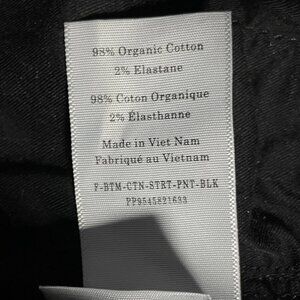 98% Organic Cotton
2% Elastane
98% Coton Organique
2% Élasthanne
Made in Viet Nam
Fabriqué au Vietnam
F-BTM-CTN-STRT-PNT-BLK
PP9545821693